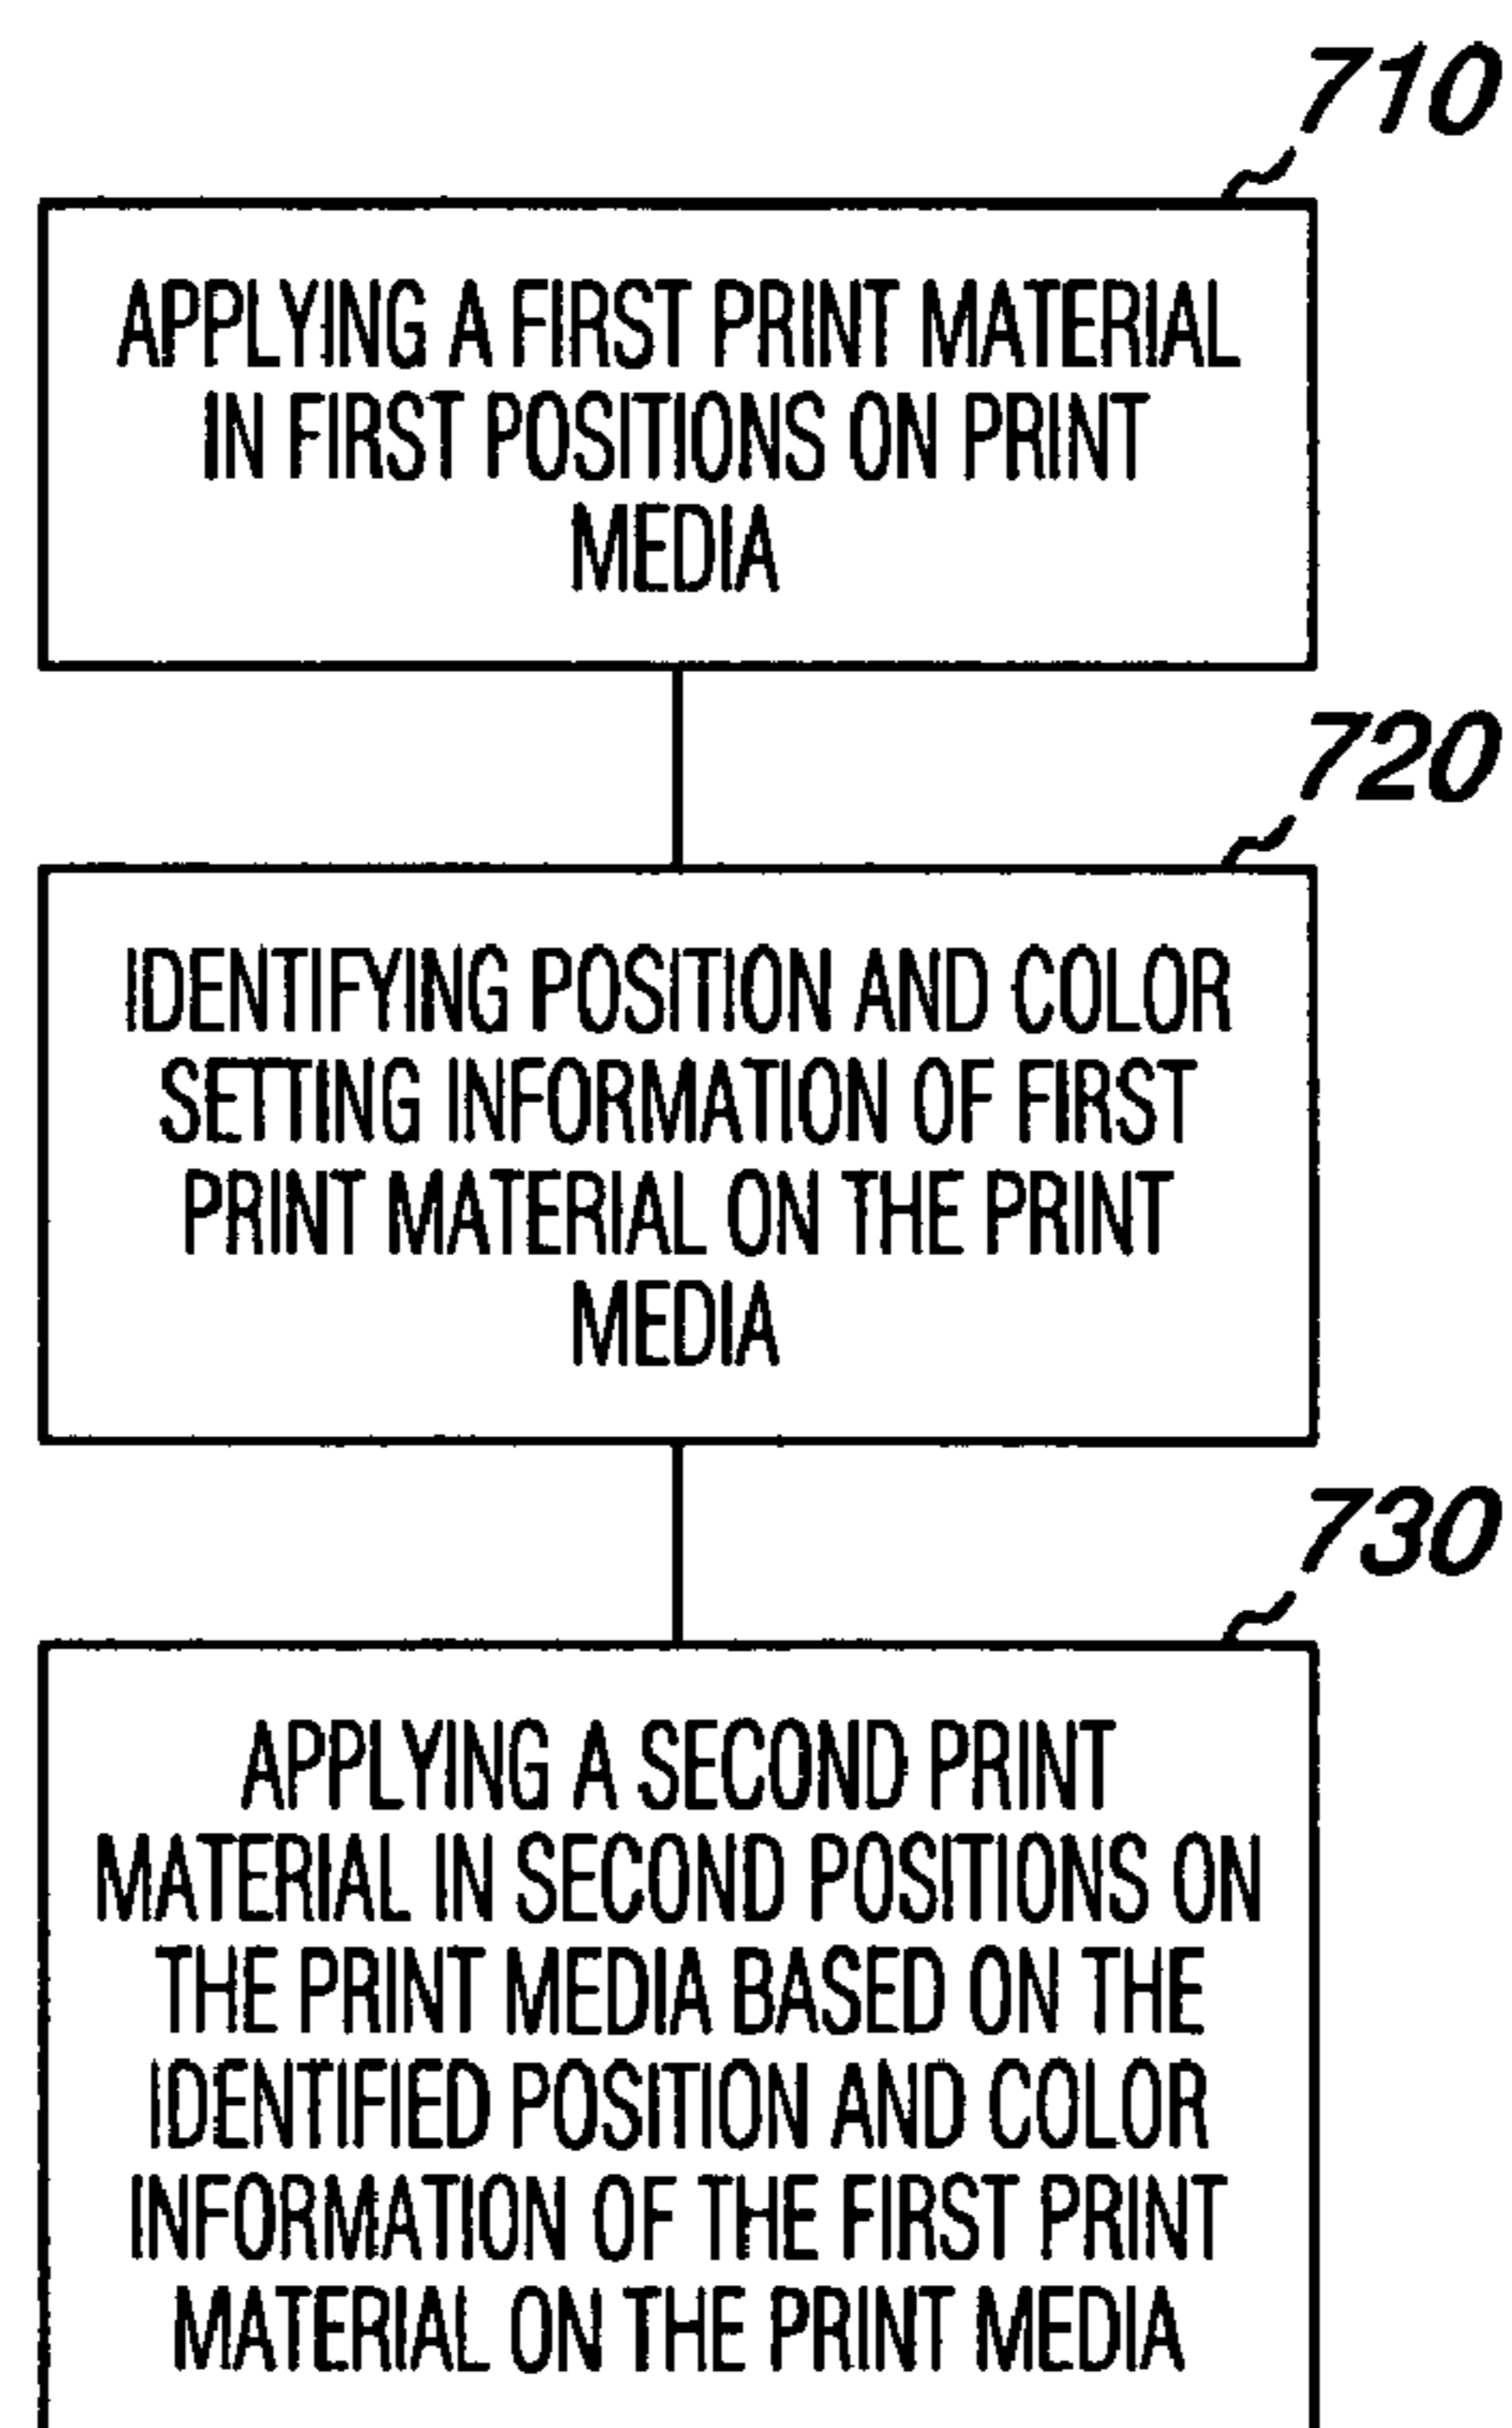 710
APPLYING A FIRST PRINT MATERIAL
IN FIRST POSITIONS ON PRINT
MEDIA
720
IDENTIFYING POSITION AND COLOR
SETTING INFORMATION OF FIRST
PRINT MATERIAL ON THE PRINT
MEDIA
730
APPLYING A SECOND PRINT
MATERIAL IN SECOND POSITIONS ON
THE PRINT MEDIA BASED ON THE
IDENTIFIED POSITION AND COLOR
INFORMATION OF THE FIRST PRINT
MATERIAL ON THE PRINT MEDIA